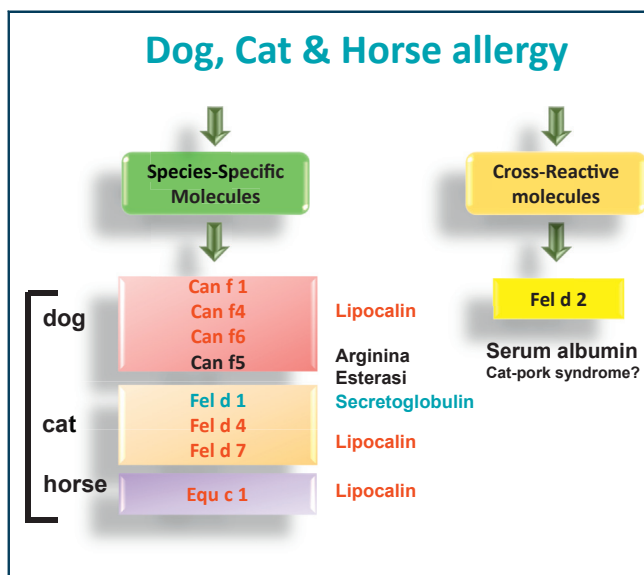 Dog, Cat & Horse allergy
Species-Specific
Molecules
Cross-Reactive
molecules
dog
Can f 1
Can f4
Can f6
Can f5
Lipocalin
Arginina
Esterasi
cat
Fel d 1
Fel d 4
Fel d 7
Secretoglobulin
Lipocalin
horse
Equ c 1
Lipocalin
Fel d 2
Serum albumin
Cat-pork syndrome?